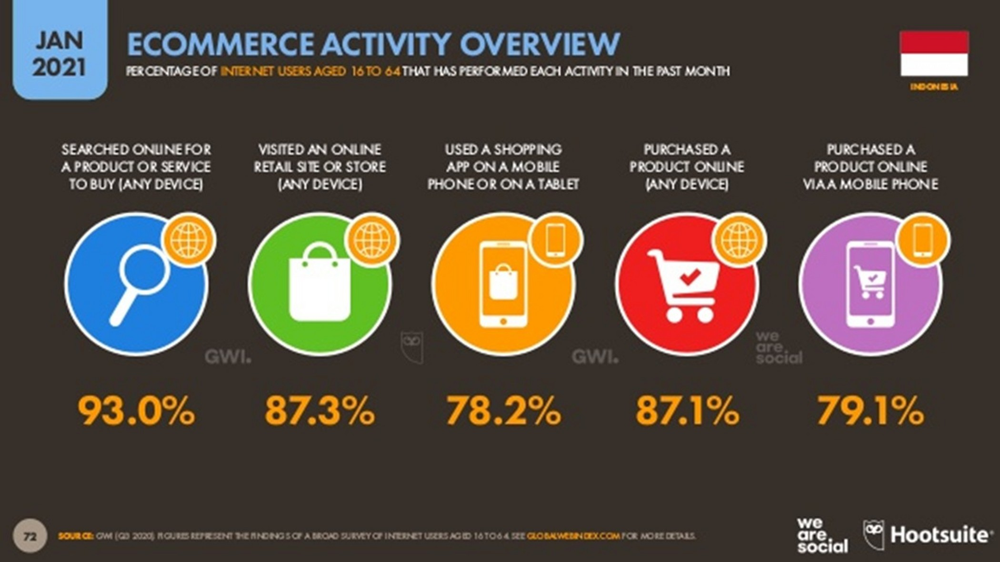 JAN
2021
ECOMMERCE ACTIVITY OVERVIEW
PERCENTAGE OF INTERNET USERS AGED 16 TO 64 THAT HAS PERFORMED EACH ACTIVITY IN THE PAST MONTH
INDONESIA
SEARCHED ONLINE FOR
A PRODUCT OR SERVICE
TO BUY (ANY DEVICE)
VISITED AN ONLINE
RETAIL SITE OR STORE
(ANY DEVICE)
USED A SHOPPING
APP ON A MOBILE
PHONE OR ON A TABLET
PURCHASED A
PRODUCT ONLINE
(ANY DEVICE)
PURCHASED A
PRODUCT ONLINE
VIA A MOBILE PHONE
GWI.
GWI.
we
are
social
93.0%
87.3%
78.2%
87.1%
79.1%
72
SOURCE: GWI (Q3 2020). FIGURES REPRESENT THE FINDINGS OF A BROAD SURVEY OF INTERNET USERS AGED 16 TO 64. SEE GLOBALWEBINDEX.COM FOR MORE DETAILS.
we
are
social
Hootsuite®